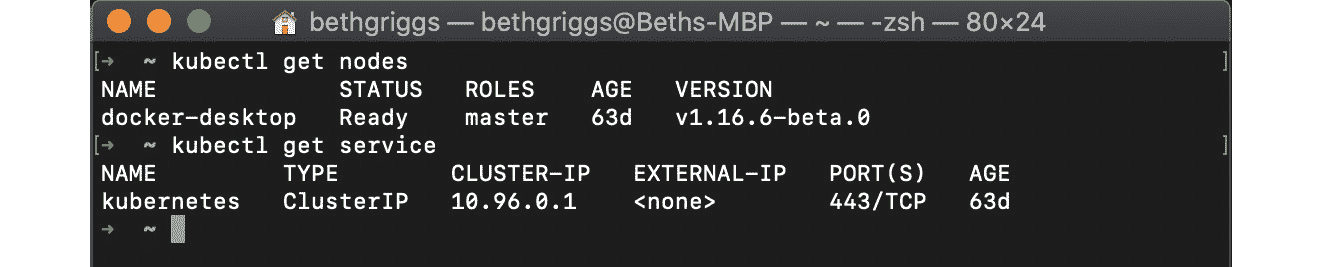 bethgriggs — bethgriggs@Beths-MBP — ~ — -zsh — 80×24
[➜  ~ kubectl get nodes ]
NAME             STATUS   ROLES    AGE   VERSION
docker-desktop   Ready    master   63d   v1.16.6-beta.0
[➜  ~ kubectl get service ]
NAME         TYPE        CLUSTER-IP   EXTERNAL-IP   PORT(S)   AGE
kubernetes   ClusterIP   10.96.0.1    <none>        443/TCP   63d
➜  ~